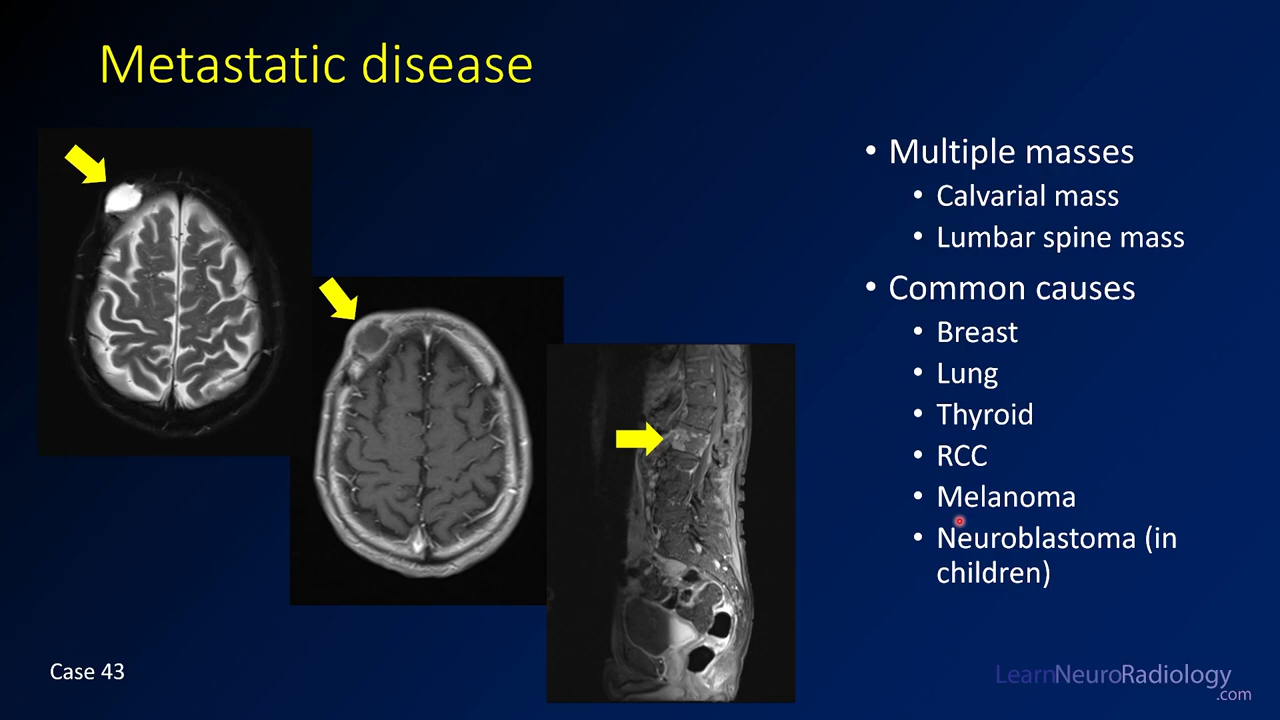 Metastatic disease
• Multiple masses
• Calvarial mass
• Lumbar spine mass
• Common causes
• Breast
• Lung
• Thyroid
• RCC
• Melanoma
• Neuroblastoma (in
children)
Case 43
LearnNeuroRadiology
.com